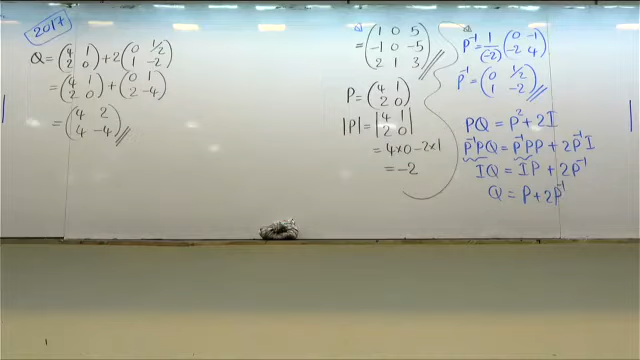 2017
Q = (4 1 / 2 0) + 2 (0 1/2 / 1 -2)
= (4 1 / 2 0) + (0 1 / 2 -4)
= (4 2 / 4 -4)
= (1 0 5 / -1 0 -5 / 2 1 3)
P = (4 1 / 2 0)
|P| = |4 1 / 2 0|
= 4×0 - 2×1
= -2
P⁻¹ = 1/(-2) (0 -1 / -2 4)
P⁻¹ = (0 1/2 / 1 -2)
PQ = P² + 2I
P⁻¹PQ = P⁻¹PP + 2P⁻¹I
IQ = IP + 2P⁻¹
Q = P + 2P⁻¹